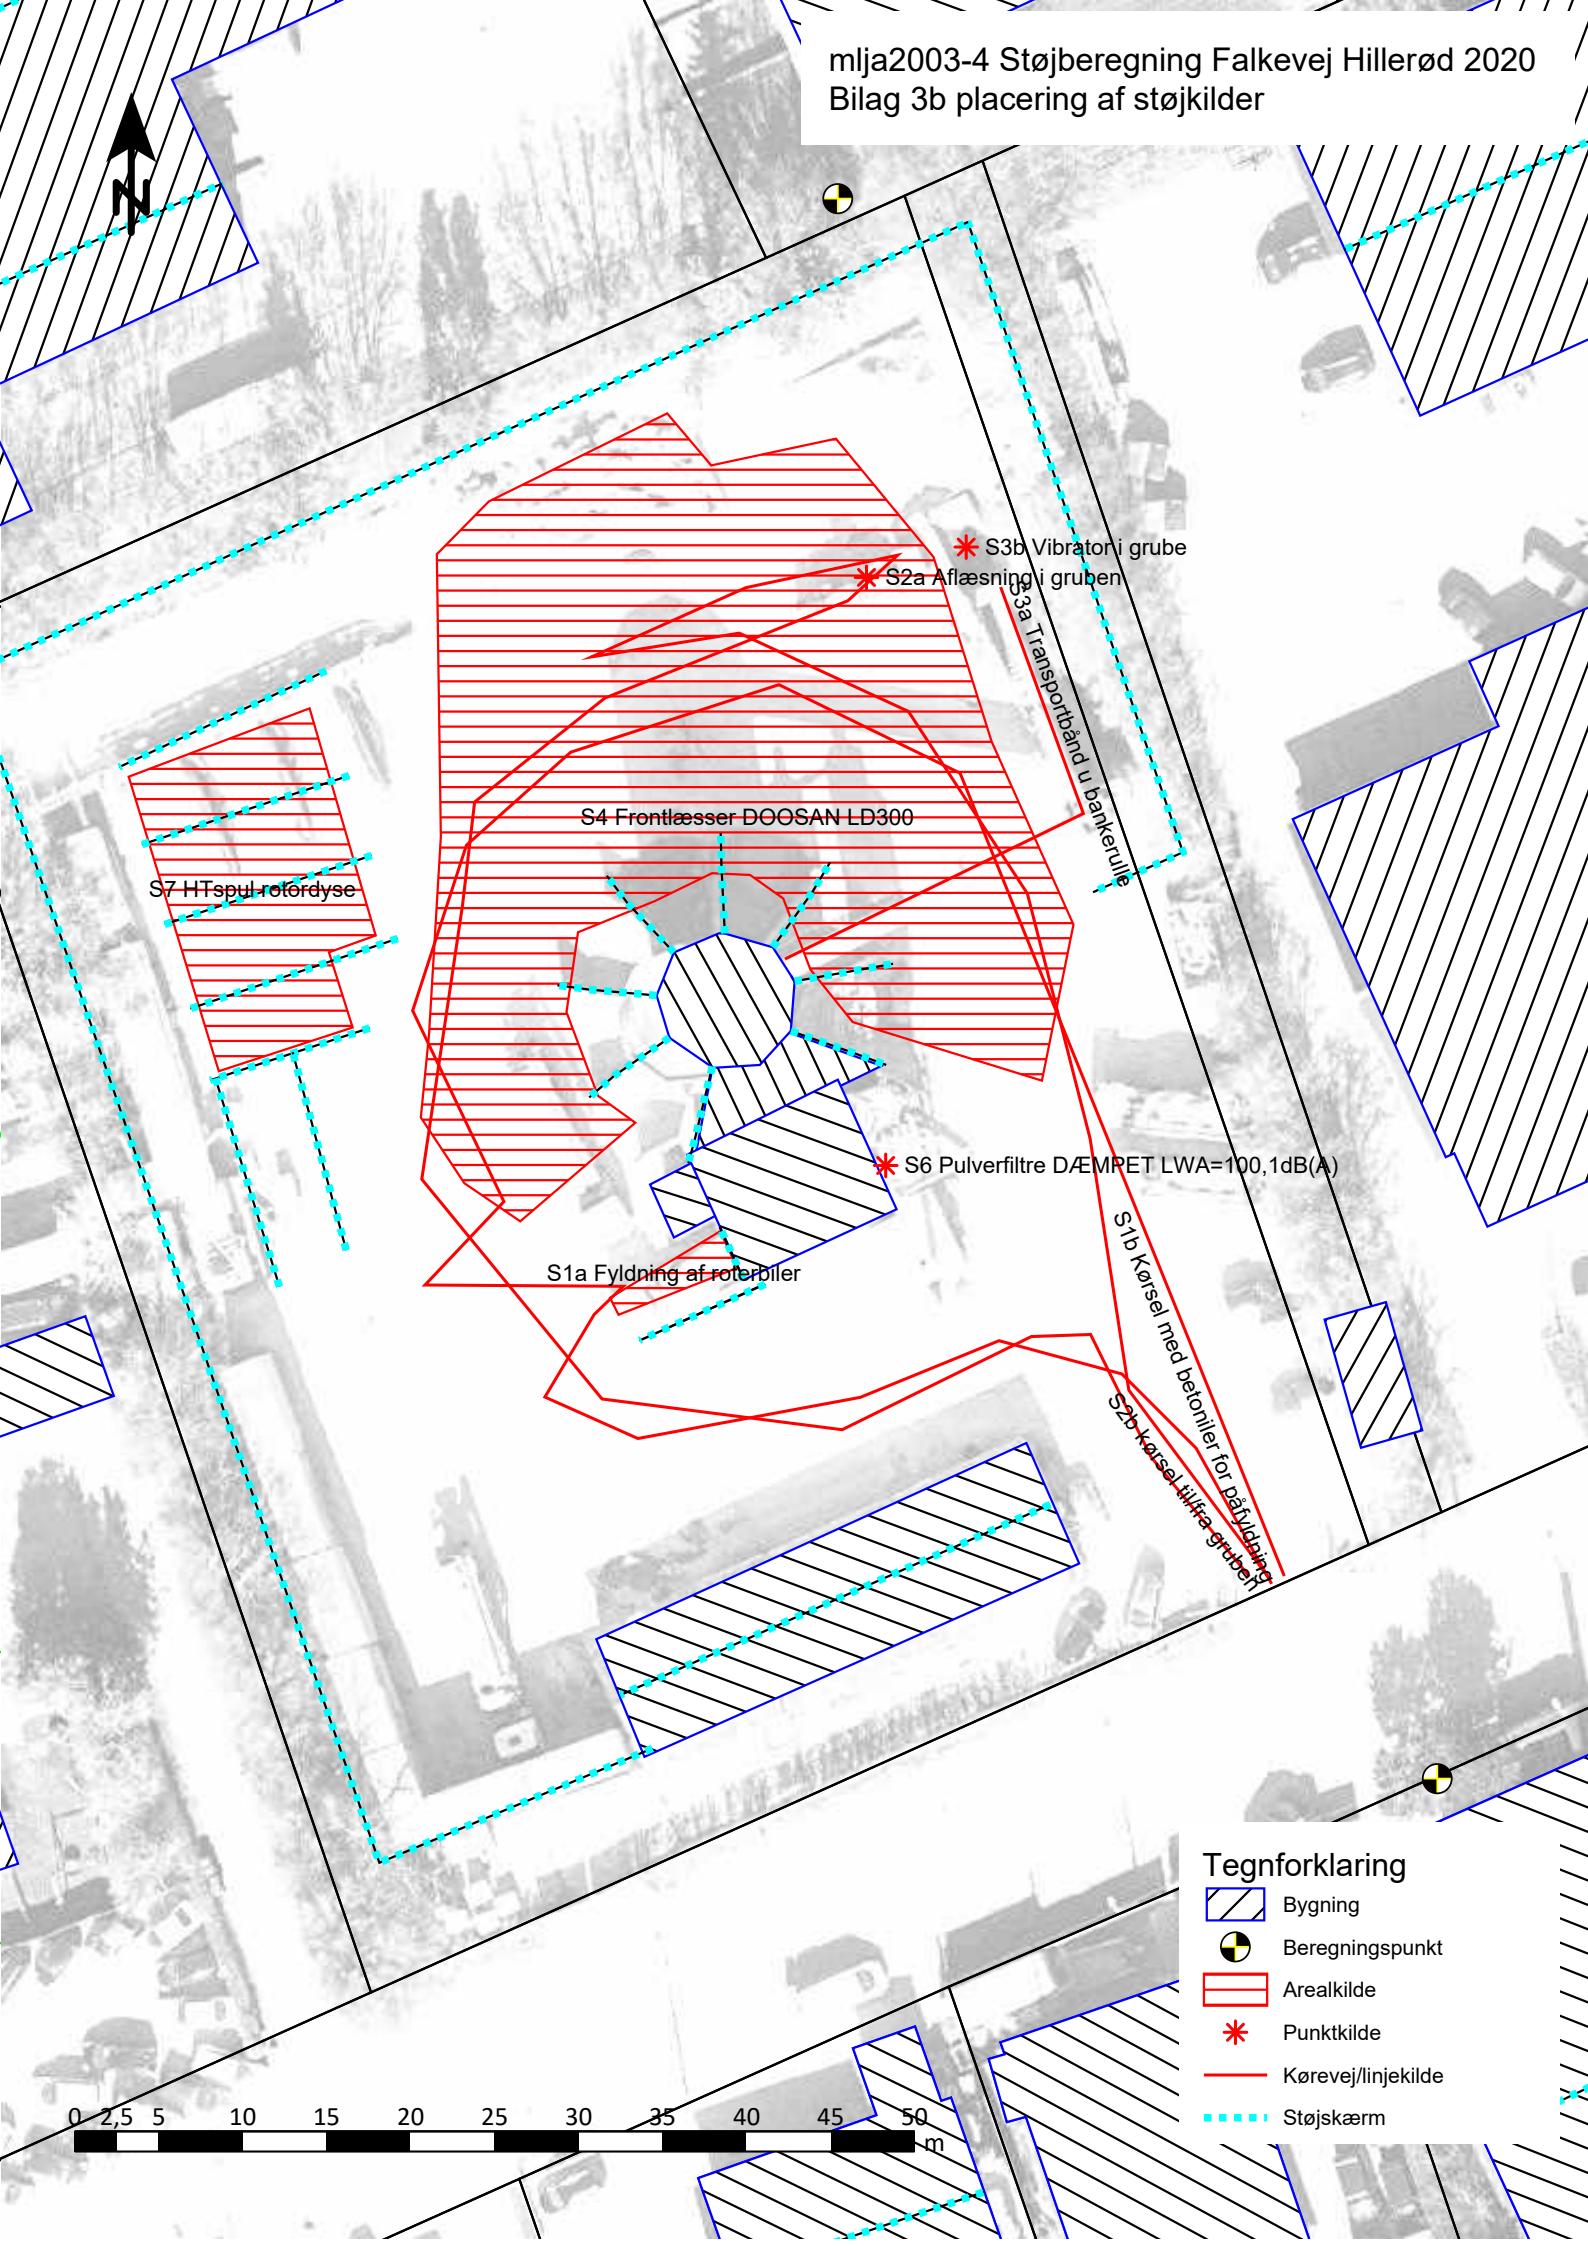 mlja2003-4 Støjberegning Falkevej Hillerød 2020
Bilag 3b placering af støjkilder
N
S3b Vibrator i grube
S2a Aflæsning i gruben
S3a Transportbånd u bankerulle
S4 Frontlæsser DOOSAN LD300
S7 HTspul rotordyse
S6 Pulverfiltre DÆMPET LWA=100,1dB(A)
S1a Fyldning af roterbiler
S1b Kørsel med betoniler for påfyldning
S2b kørsel til/fra gruben
Tegnforklaring
Bygning
Beregningspunkt
Arealkilde
Punktkilde
Kørevej/linjekilde
Støjskærm
0 2,5 5 10 15 20 25 30 35 40 45 50
m